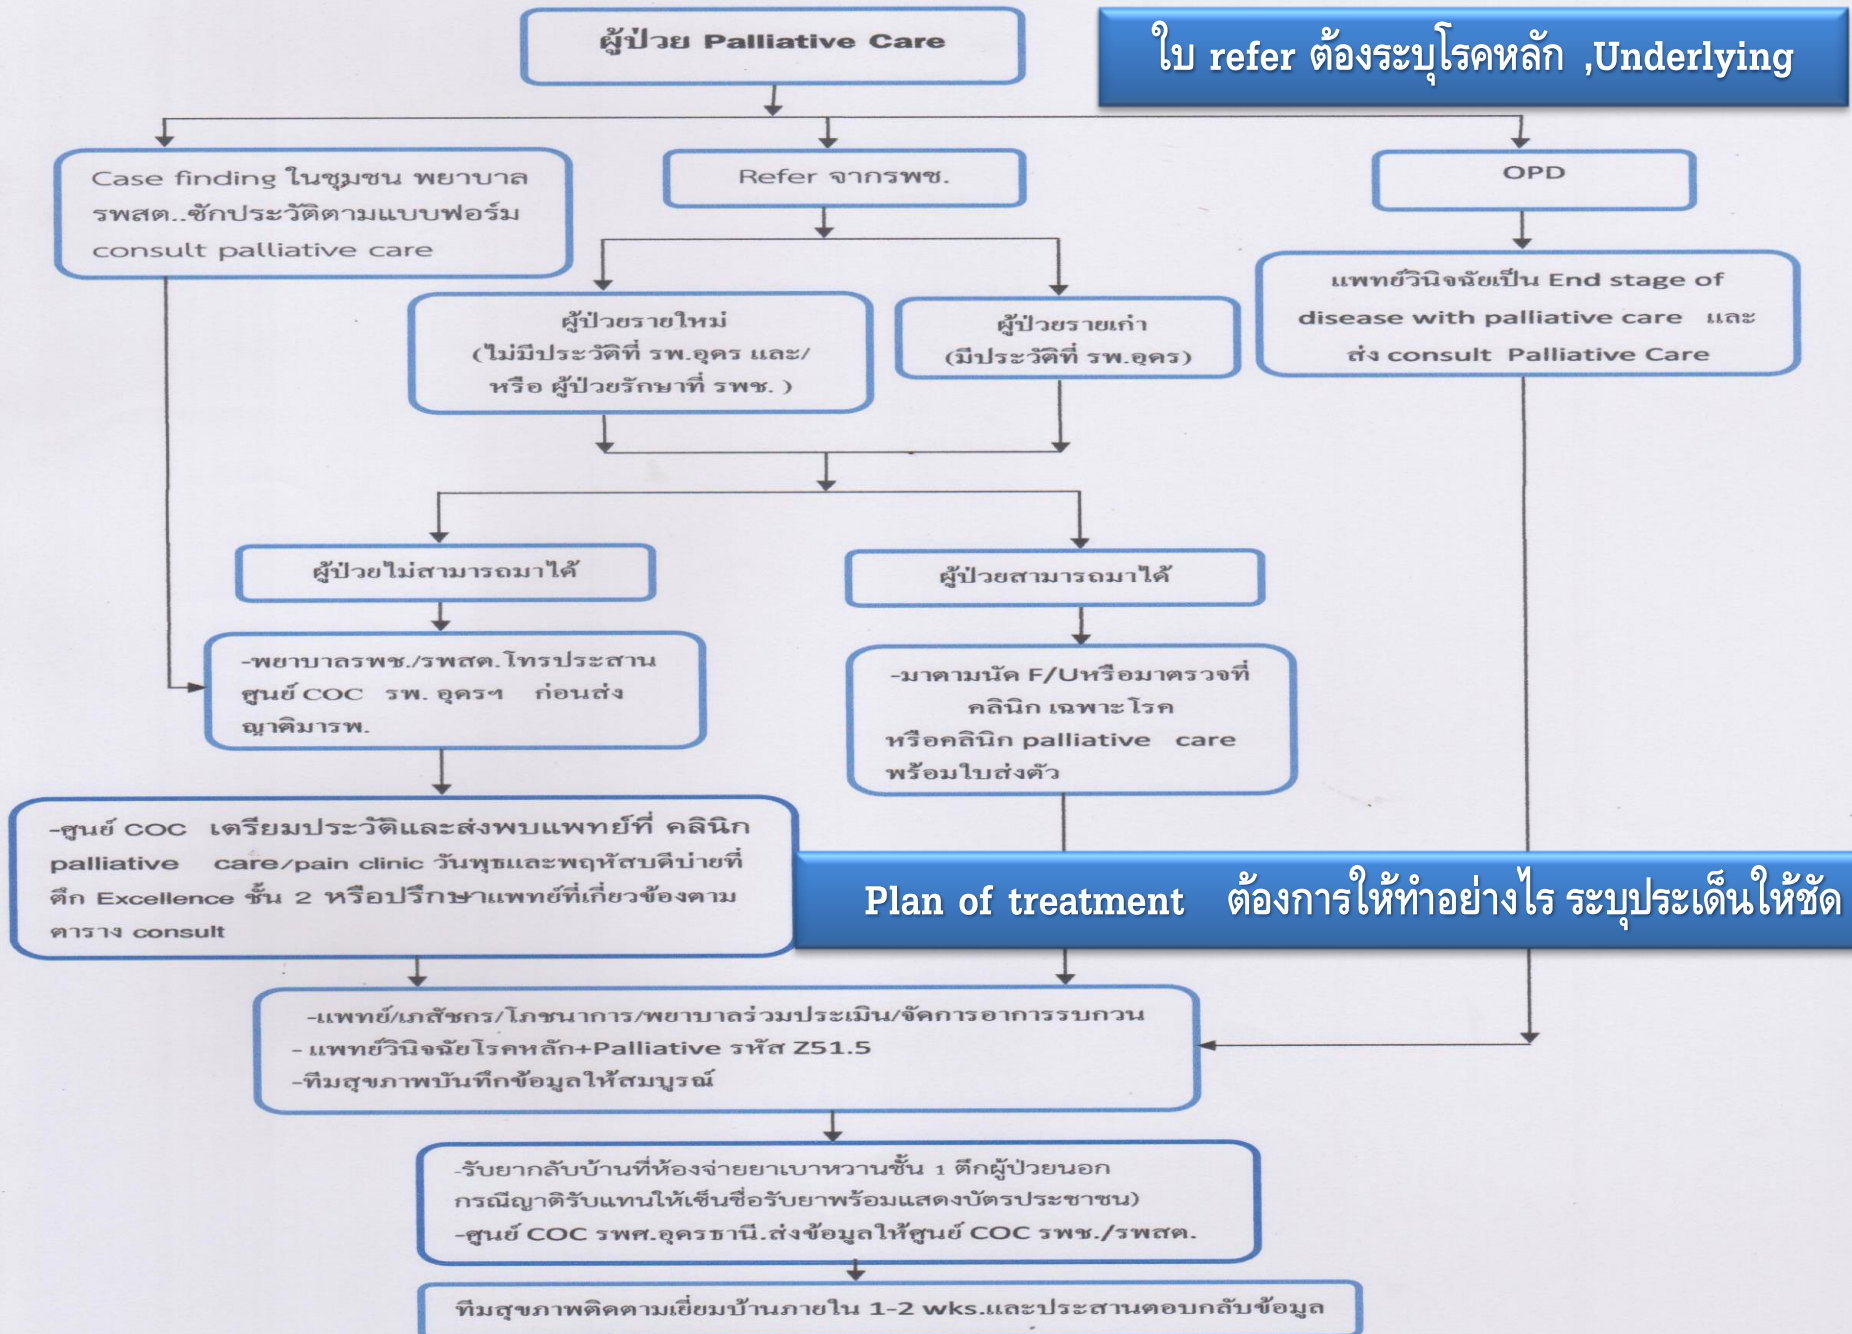 ผู้ป่วย Palliative Care
ใบ refer ต้องระบุโรคหลัก ,Underlying
Case finding ในชุมชน พยาบาล
รพสต..ซักประวัติตามแบบฟอร์ม
consult palliative care
Refer จากรพช.
OPD
ผู้ป่วยรายใหม่
(ไม่มีประวัติที่ รพ.อุดร และ/
หรือ ผู้ป่วยรักษาที่ รพช. )
ผู้ป่วยรายเก่า
(มีประวัติที่ รพ.อุดร)
แพทย์วินิจฉัยเป็น End stage of
disease with palliative care และ
ส่ง consult Palliative Care
ผู้ป่วยไม่สามารถมาได้
ผู้ป่วยสามารถมาได้
-พยาบาลรพช./รพสต.โทรประสาน
ศูนย์ COC รพ. อุดรฯ ก่อนส่ง
ญาติมารพ.
-มาตามนัด F/Uหรือมาตรวจที่
คลินิก เฉพาะโรค
หรือคลินิก palliative care
พร้อมใบส่งตัว
-ศูนย์ COC เตรียมประวัติและส่งพบแพทย์ที่ คลินิก
palliative care/pain clinic วันพุธและพฤหัสบดีบ่ายที่
ตึก Excellence ชั้น 2 หรือปรึกษาแพทย์ที่เกี่ยวข้องตาม
ตาราง consult
Plan of treatment ต้องการให้ทำอย่างไร ระบุประเด็นให้ชัด
-แพทย์/เภสัชกร/โภชนาการ/พยาบาลร่วมประเมิน/จัดการอาการรบกวน
- แพทย์วินิจฉัยโรคหลัก+Palliative รหัส Z51.5
-ทีมสุขภาพบันทึกข้อมูลให้สมบูรณ์
-รับยากลับบ้านที่ห้องจ่ายยาเบาหวานชั้น 1 ตึกผู้ป่วยนอก
กรณีญาติรับแทนให้เซ็นชื่อรับยาพร้อมแสดงบัตรประชาชน)
-ศูนย์ COC รพศ.อุดรธานี.ส่งข้อมูลให้ศูนย์ COC รพช./รพสต.
ทีมสุขภาพติดตามเยี่ยมบ้านภายใน 1-2 wks.และประสานตอบกลับข้อมูล